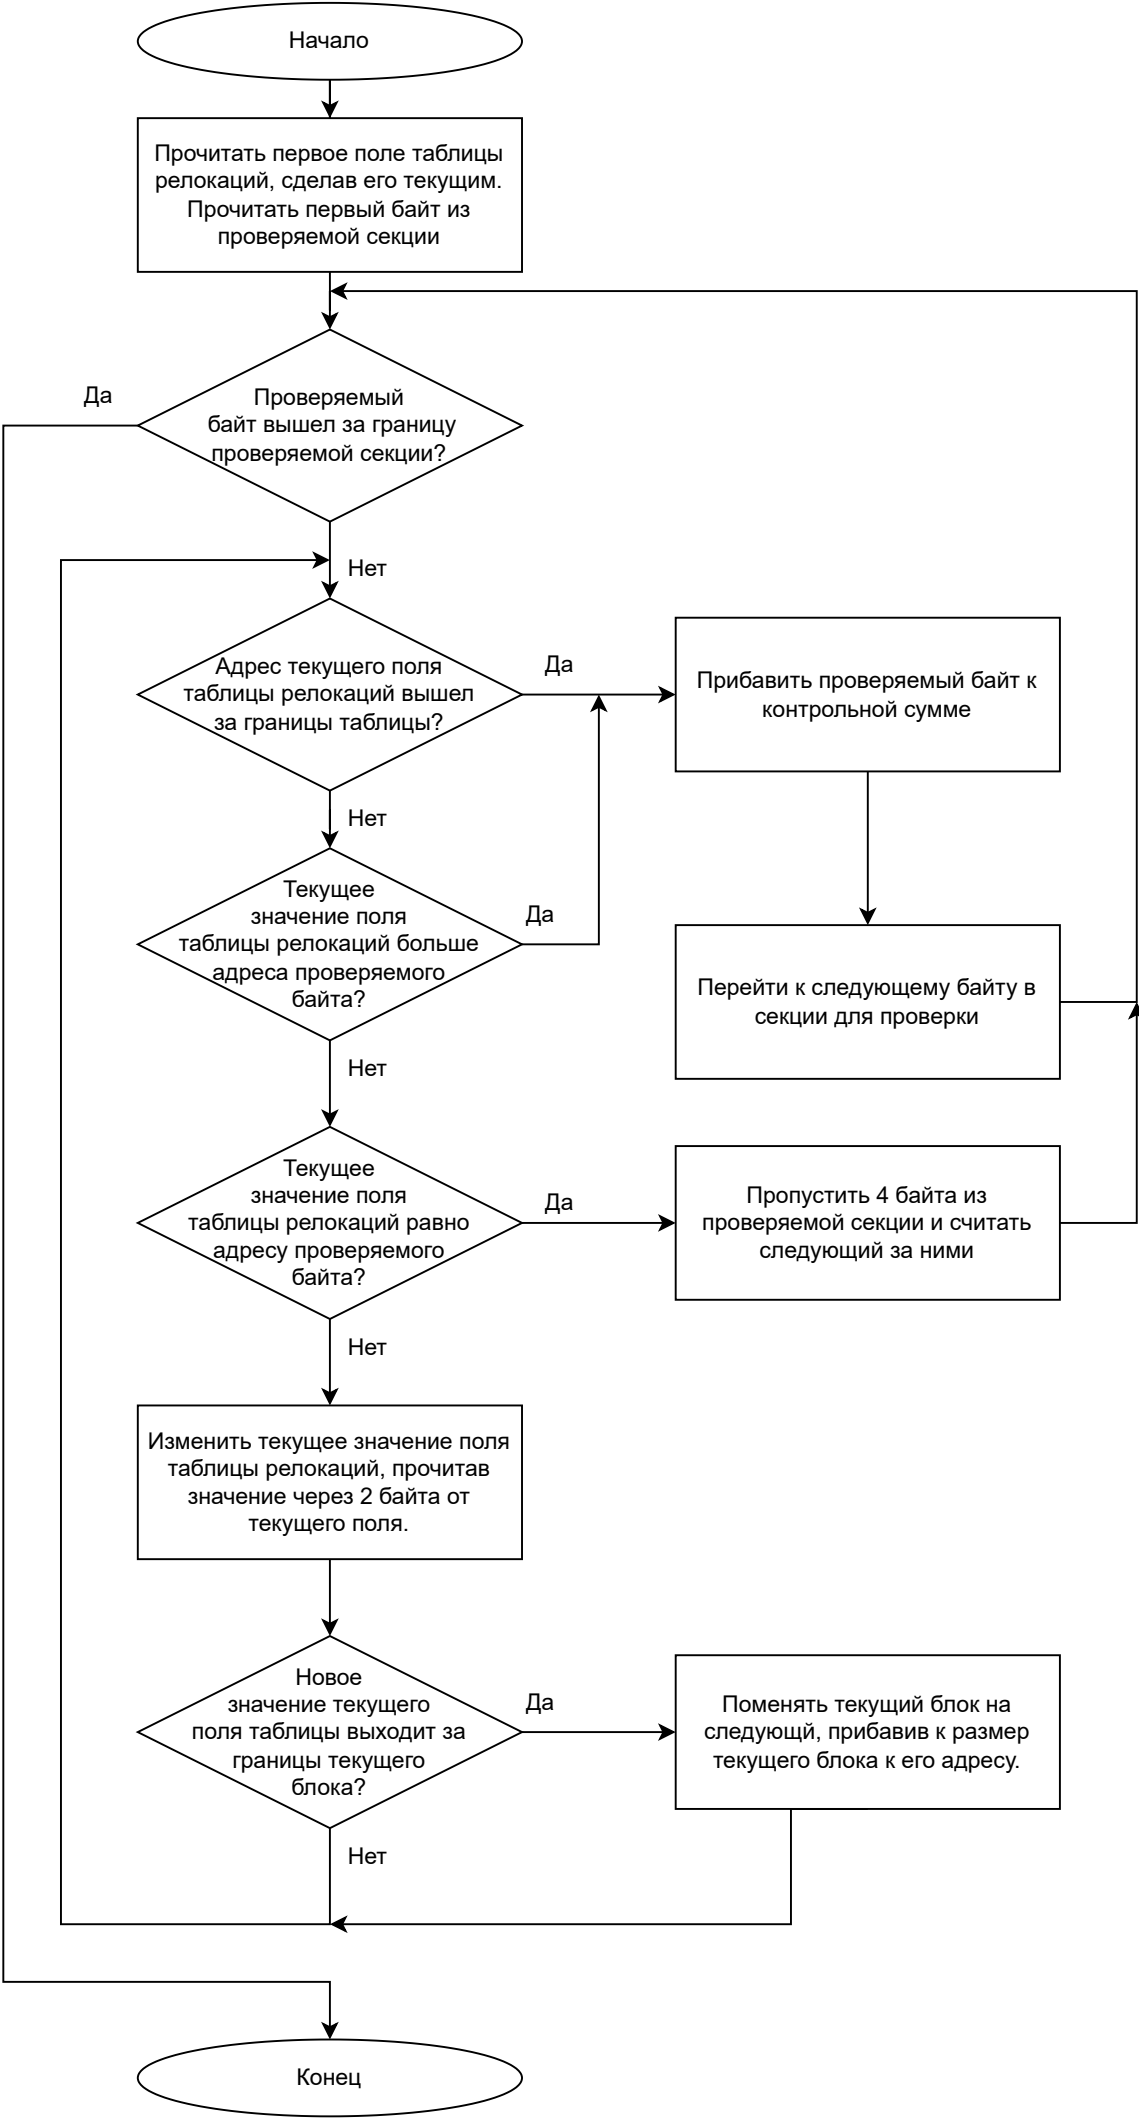 Начало
Прочитать первое поле таблицы
релокаций, сделав его текущим.
Прочитать первый байт из
проверяемой секции
Да
Проверяемый
байт вышел за границу
проверяемой секции?
Нет
Адрес текущего поля
таблицы релокаций вышел
за границы таблицы?
Да
Прибавить проверяемый байт к
контрольной сумме
Нет
Текущее
значение поля
таблицы релокаций больше
адреса проверяемого
байта?
Да
Перейти к следующему байту в
секции для проверки
Нет
Текущее
значение поля
таблицы релокаций равно
адресу проверяемого
байта?
Да
Пропустить 4 байта из
проверяемой секции и считать
следующий за ними
Нет
Изменить текущее значение поля
таблицы релокаций, прочитав
значение через 2 байта от
текущего поля.
Новое
значение текущего
поля таблицы выходит за
границы текущего
блока?
Да
Поменять текущий блок на
следующй, прибавив к размер
текущего блока к его адресу.
Нет
Конец